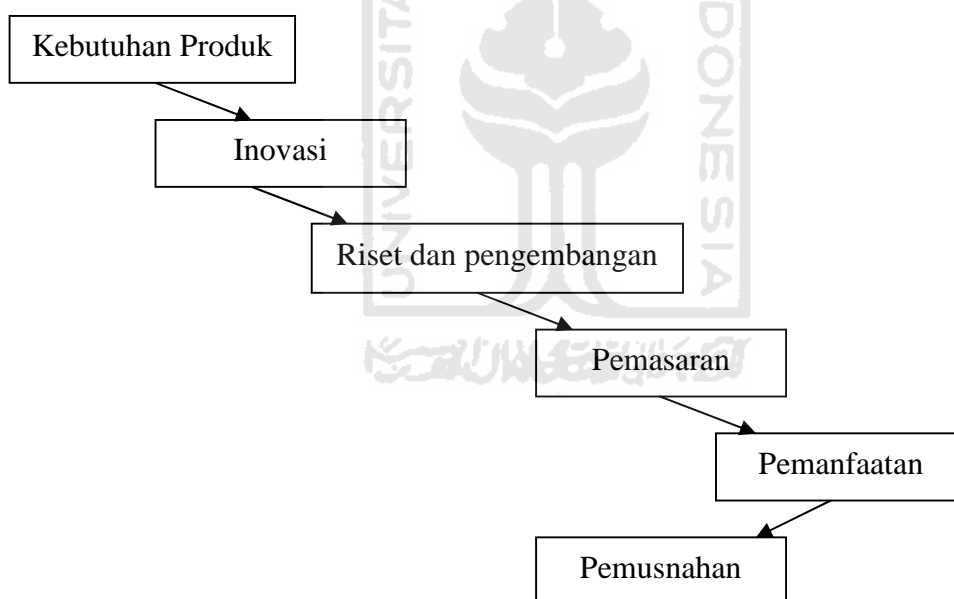 Kebutuhan Produk
Inovasi
Riset dan pengembangan
Pemasaran
Pemanfaatan
Pemusnahan